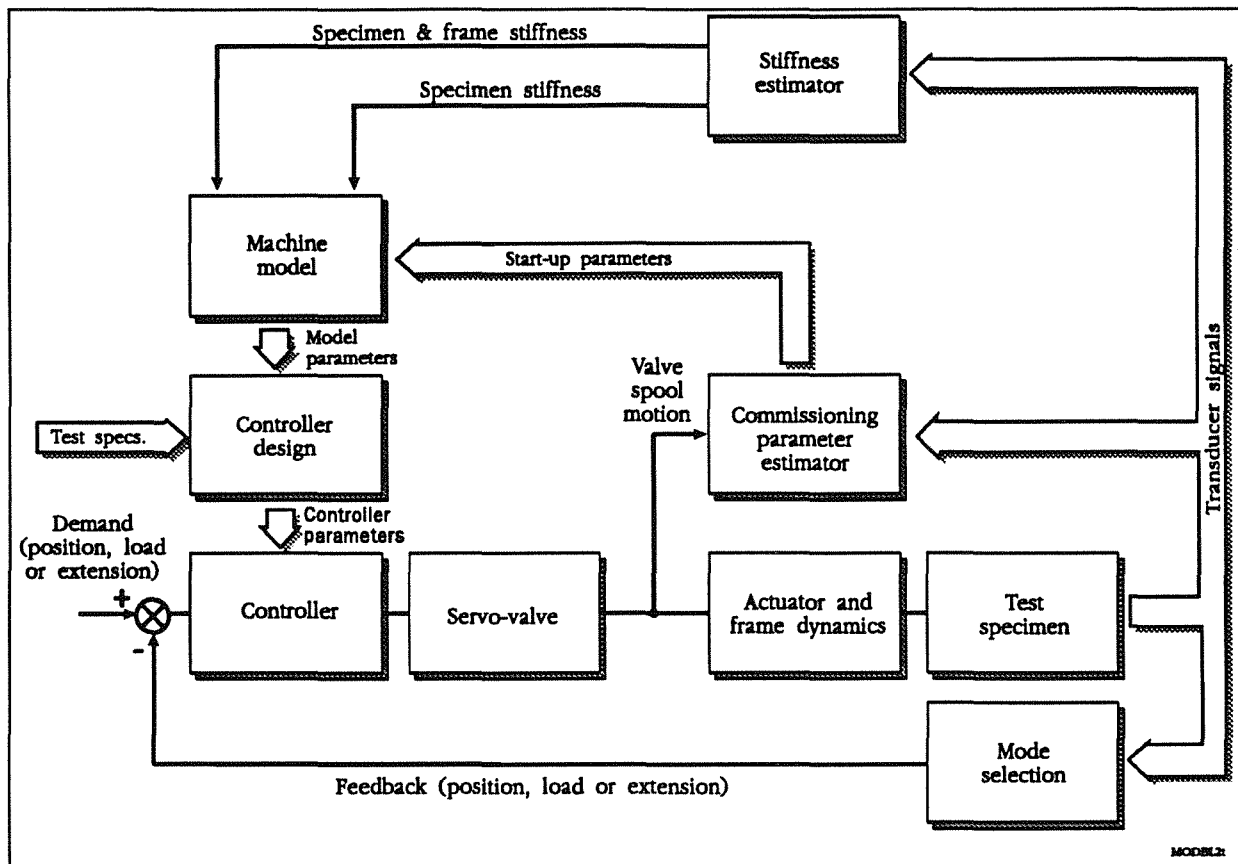 Specimen & frame stiffness
Stiffness
estimator
Specimen stiffness
Machine
model
Start-up parameters
Model
parameters
Valve
spool
motion
Commissioning
parameter
estimator
Transducer signals
Test specs.
Controller
design
Controller
parameters
Demand
(position, load
or extension)
+
-
Controller
Servo-valve
Actuator and
frame dynamics
Test
specimen
Mode
selection
Feedback (position, load or extension)